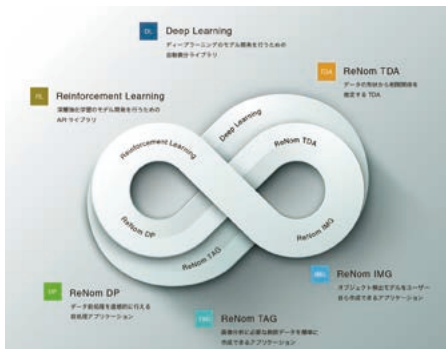 DL Deep Learning
ディープラーニングのモデル開発を行うための
自動微分ライブラリ
TDA ReNom TDA
データの形状から相関関係を
推定する TDA
RL Reinforcement Learning
深層強化学習のモデル開発を行うための
API ライブラリ
Deep Learning
Reinforcement Learning
ReNom TDA
ReNom DP
ReNom TAG
ReNom IMG
IMG ReNom IMG
オブジェクト検出モデルをユーザー
自ら作成できるアプリケーション
DP ReNom DP
データ前処理を直感的に行える
前処理アプリケーション
TAG ReNom TAG
画像分析に必要な教師データを簡単に
作成できるアプリケーション